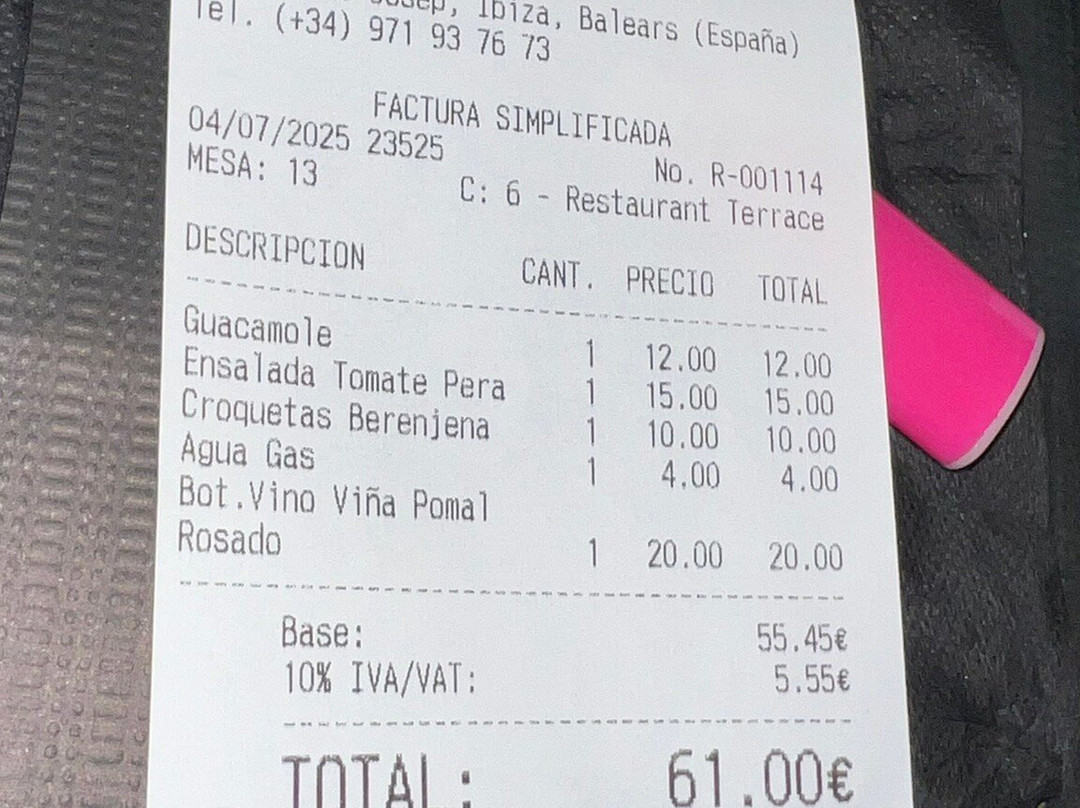 Josep, Ibiza, Balears (España)
Tel. (+34) 971 93 76 73
FACTURA SIMPLIFICADA
04/07/2025 23525
No. R-001114
MESA: 13
C: 6 - Restaurant Terrace
DESCRIPCION CANT. PRECIO TOTAL
Guacamole 1 12.00 12.00
Ensalada Tomate Pera 1 15.00 15.00
Croquetas Berenjena 1 10.00 10.00
Agua Gas 1 4.00 4.00
Bot.Vino Viña Pomal
Rosado 1 20.00 20.00
Base: 55.45€
10% IVA/VAT: 5.55€
TOTAL: 61.00€